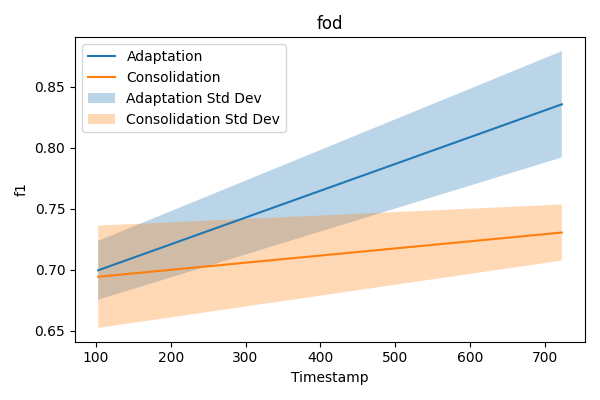 fod
Adaptation
Consolidation
Adaptation Std Dev
Consolidation Std Dev
f1
0.85
0.80
0.75
0.70
0.65
100 200 300 400 500 600 700
Timestamp